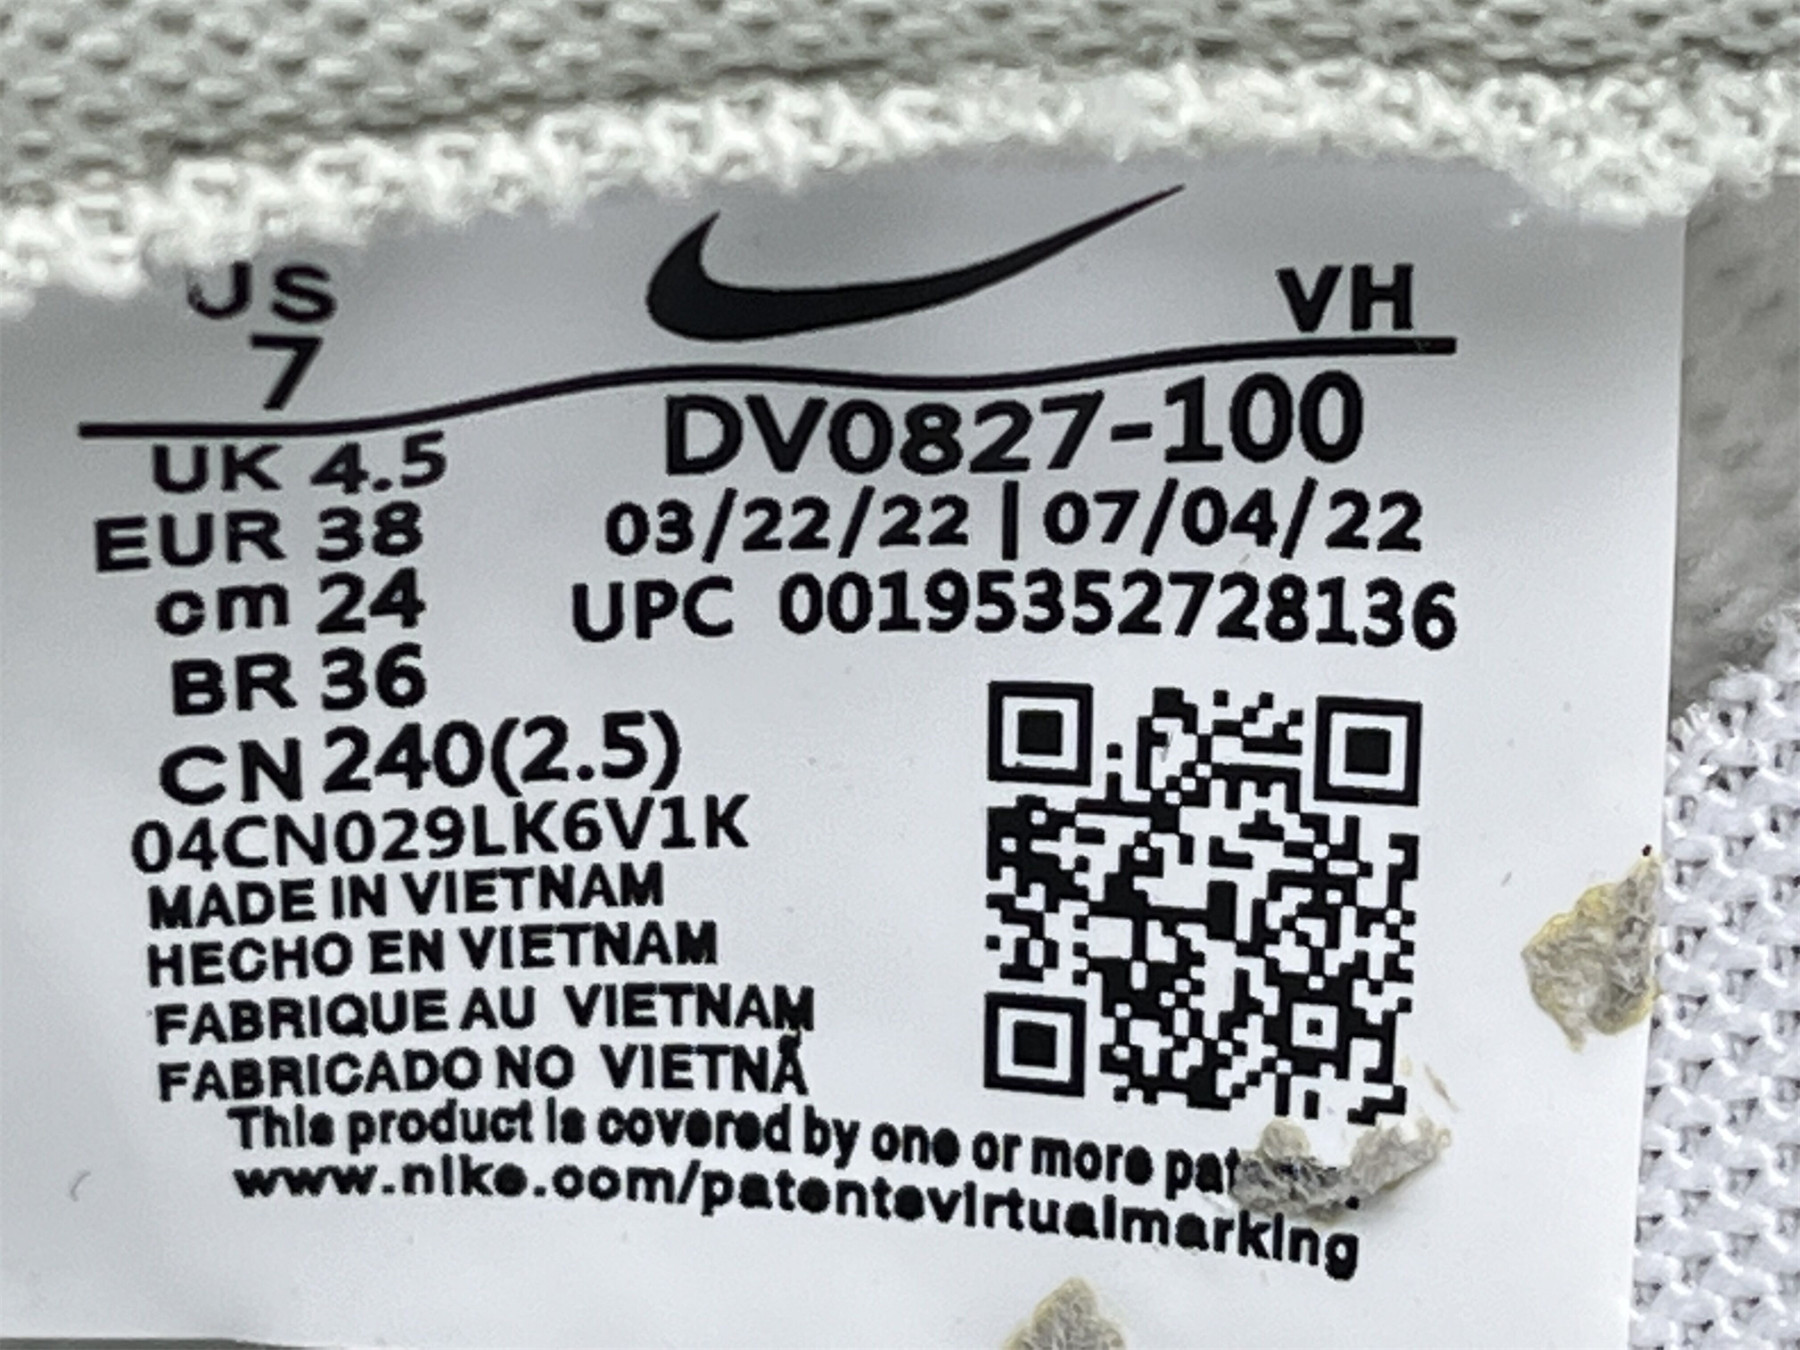 US
7
VH
UK 4.5
EUR 38
cm 24
BR 36
CN 240(2.5)
DV0827-100
03/22/22 | 07/04/22
UPC 00195352728136
04CN029LK6V1K
MADE IN VIETNAM
HECHO EN VIETNAM
FABRIQUE AU VIETNAM
FABRICADO NO VIETNÃ
This product is covered by one or more
www.nike.com/patentsvirtualmarking